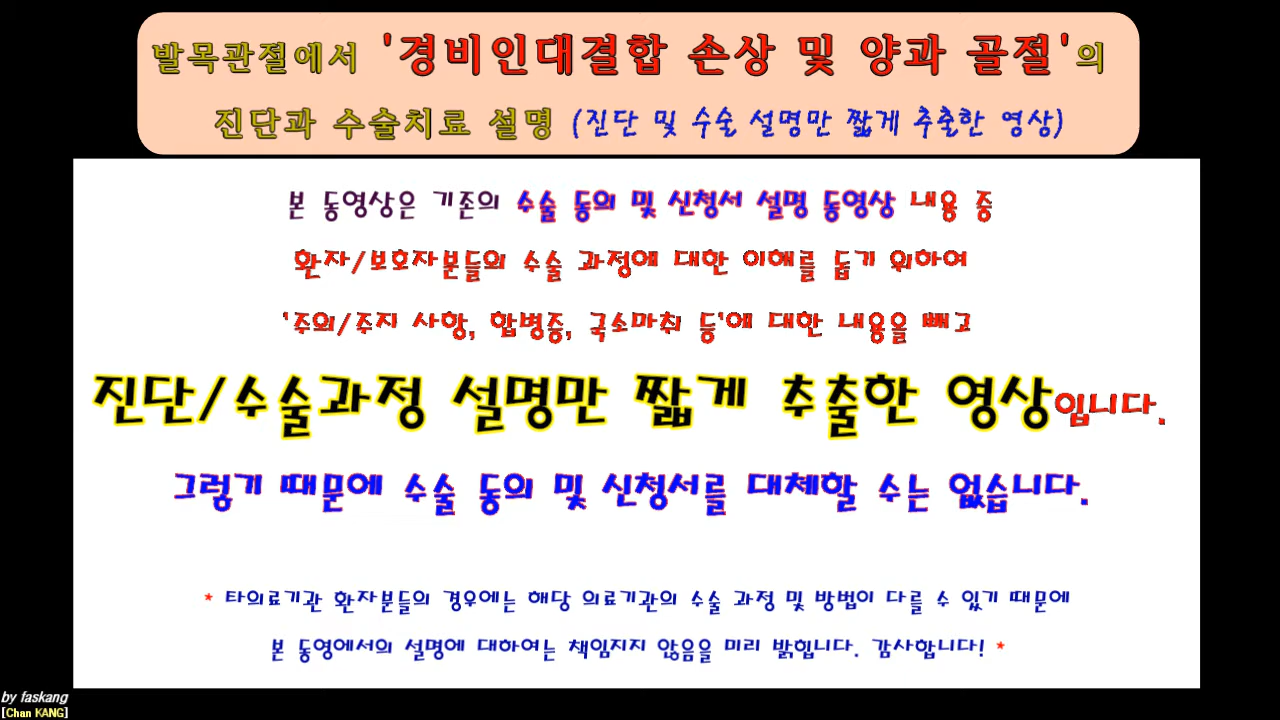 발목관절에서 '경비인대결합 손상 및 양과 골절'의
진단과 수술치료 설명 (진단 및 수술 설명만 짧게 추출한 영상)
본 동영상은 기존의 수술 동의 및 신청서 설명 동영상 내용 중
환자/보호자분들의 수술 과정에 대한 이해를 돕기 위하여
'주의/주지 사항, 합병증, 국소마취 등'에 대한 내용을 빼고
진단/수술과정 설명만 짧게 추출한 영상입니다.
그렇기 때문에 수술 동의 및 신청서를 대체할 수는 없습니다.
* 타의료기관 환자분들의 경우에는 해당 의료기관의 수술 과정 및 방법이 다를 수 있기 때문에
본 동영에서의 설명에 대하여는 책임지지 않음을 미리 밝힙니다. 감사합니다! *
by faskang
[Chan KANG]